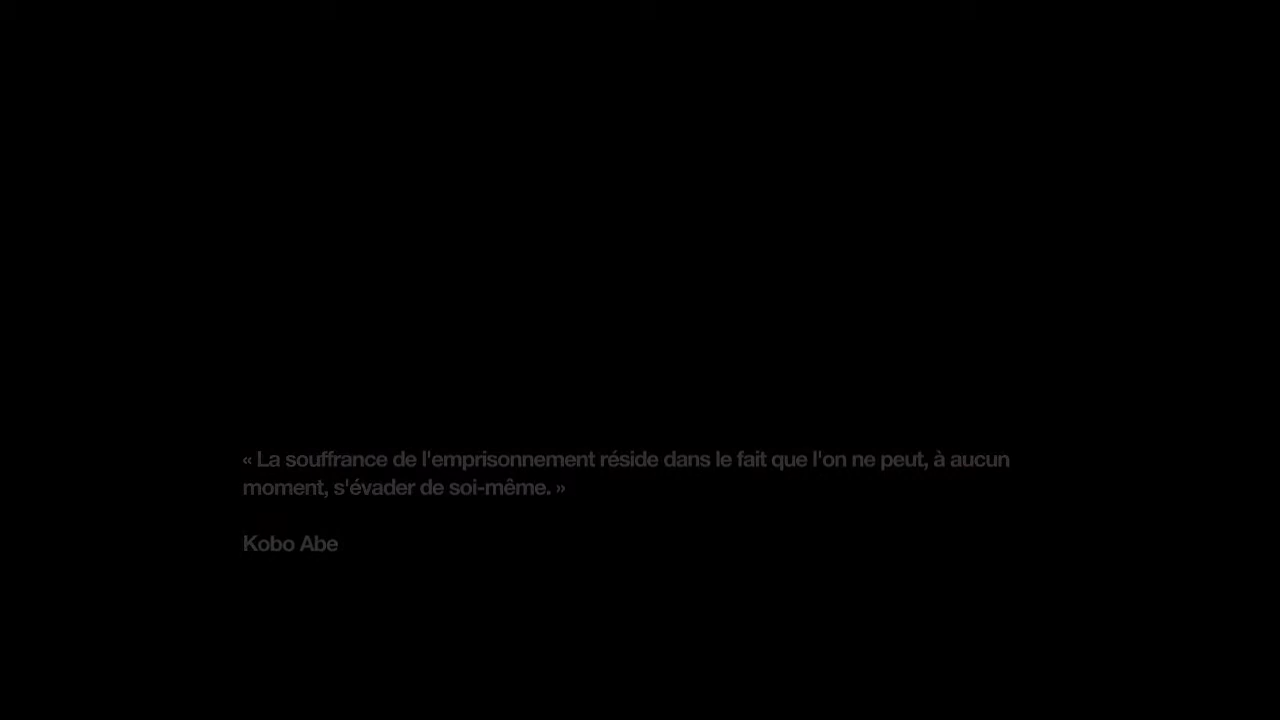 « La souffrance de l'emprisonnement réside dans le fait que l'on ne peut, à aucun
moment, s'évader de soi-même. »
Kobo Abe